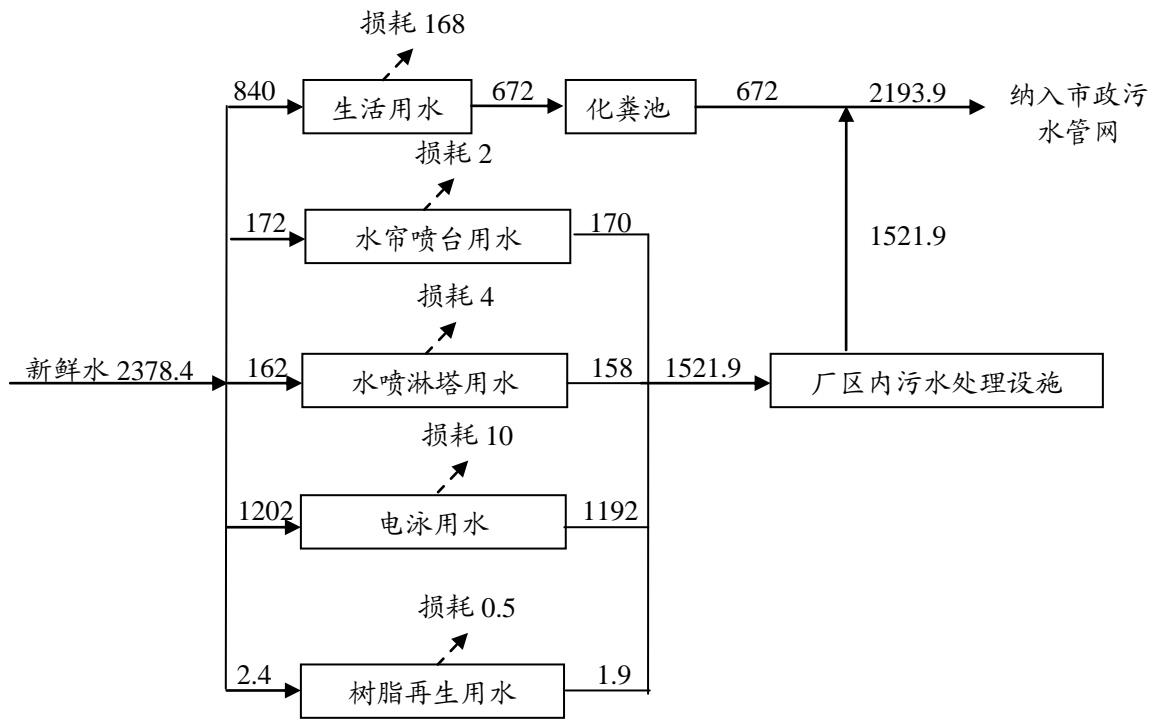 损耗 168
840
生活用水
672
化粪池
672
2193.9
纳入市政污
水管网
损耗 2
172
水帘喷台用水
170
1521.9
损耗 4
新鲜水 2378.4
162
水喷淋塔用水
158
1521.9
厂区内污水处理设施
损耗 10
1202
电泳用水
1192
损耗 0.5
2.4
树脂再生用水
1.9